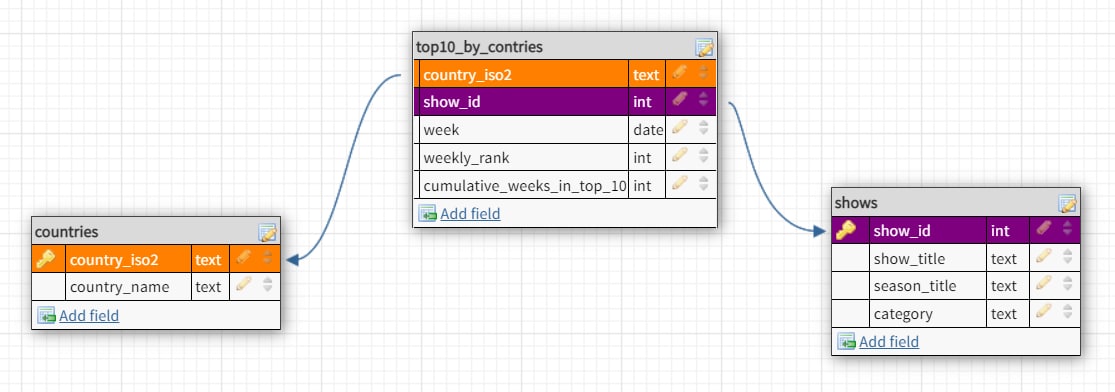 top10_by_contries
country_iso2 text
show_id int
week date
weekly_rank int
cumulative_weeks_in_top_10 int
Add field
countries
country_iso2 text
country_name text
Add field
shows
show_id int
show_title text
season_title text
category text
Add field